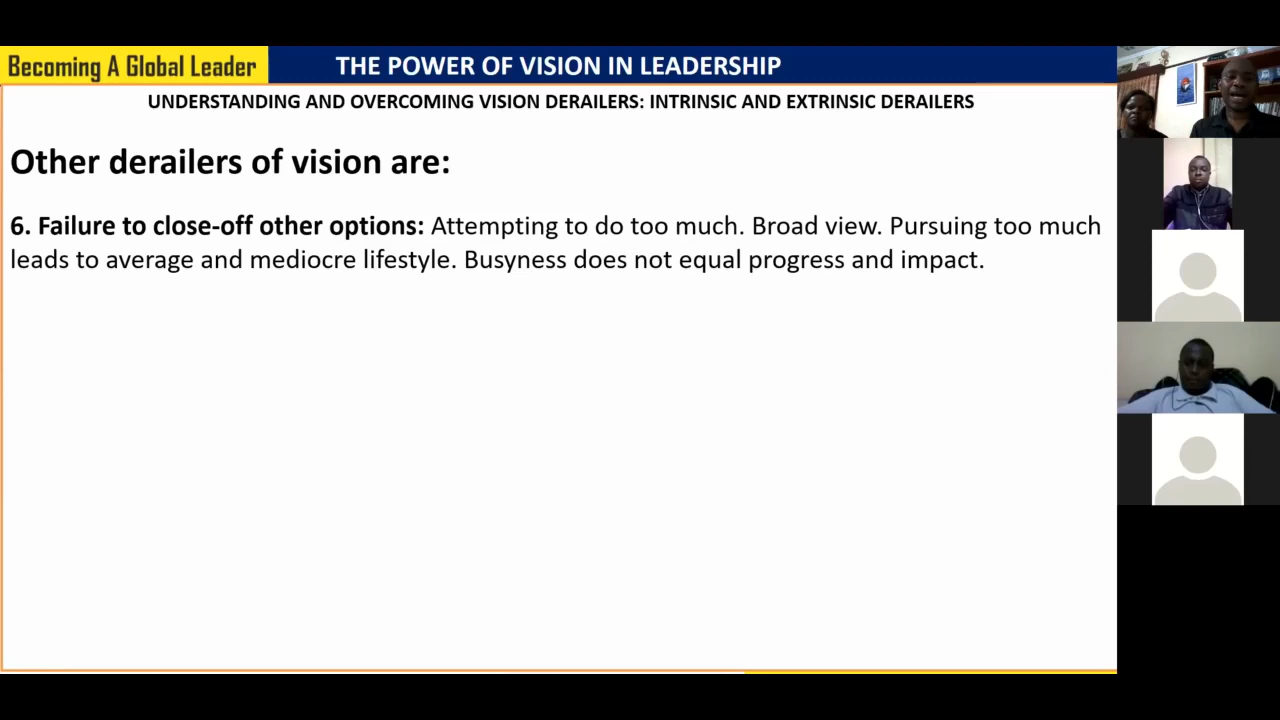 Becoming A Global Leader
THE POWER OF VISION IN LEADERSHIP
UNDERSTANDING AND OVERCOMING VISION DERAILERS: INTRINSIC AND EXTRINSIC DERAILERS
Other derailers of vision are:
6. Failure to close-off other options: Attempting to do too much. Broad view. Pursuing too much
leads to average and mediocre lifestyle. Busyness does not equal progress and impact.